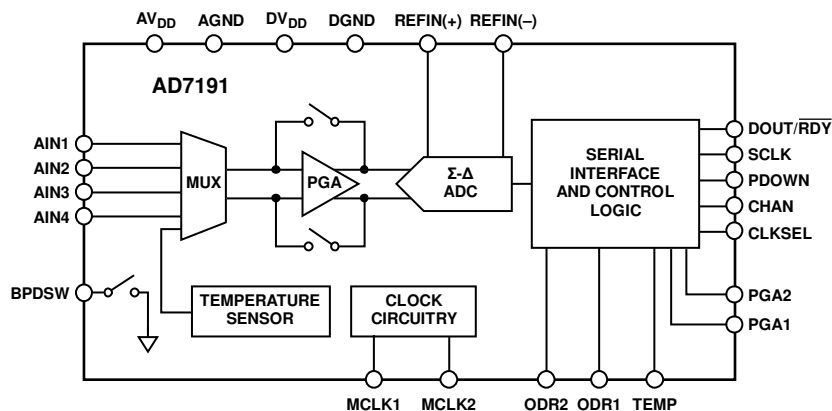 AVDD AGND DVDD DGND REFIN(+) REFIN(–)
AD7191
AIN1
AIN2
AIN3
AIN4
MUX
PGA
Σ-Δ
ADC
SERIAL
INTERFACE
AND CONTROL
LOGIC
DOUT/RDY
SCLK
PDOWN
CHAN
CLKSEL
BPDSW
TEMPERATURE
SENSOR
CLOCK
CIRCUITRY
PGA2
PGA1
MCLK1 MCLK2 ODR2 ODR1 TEMP